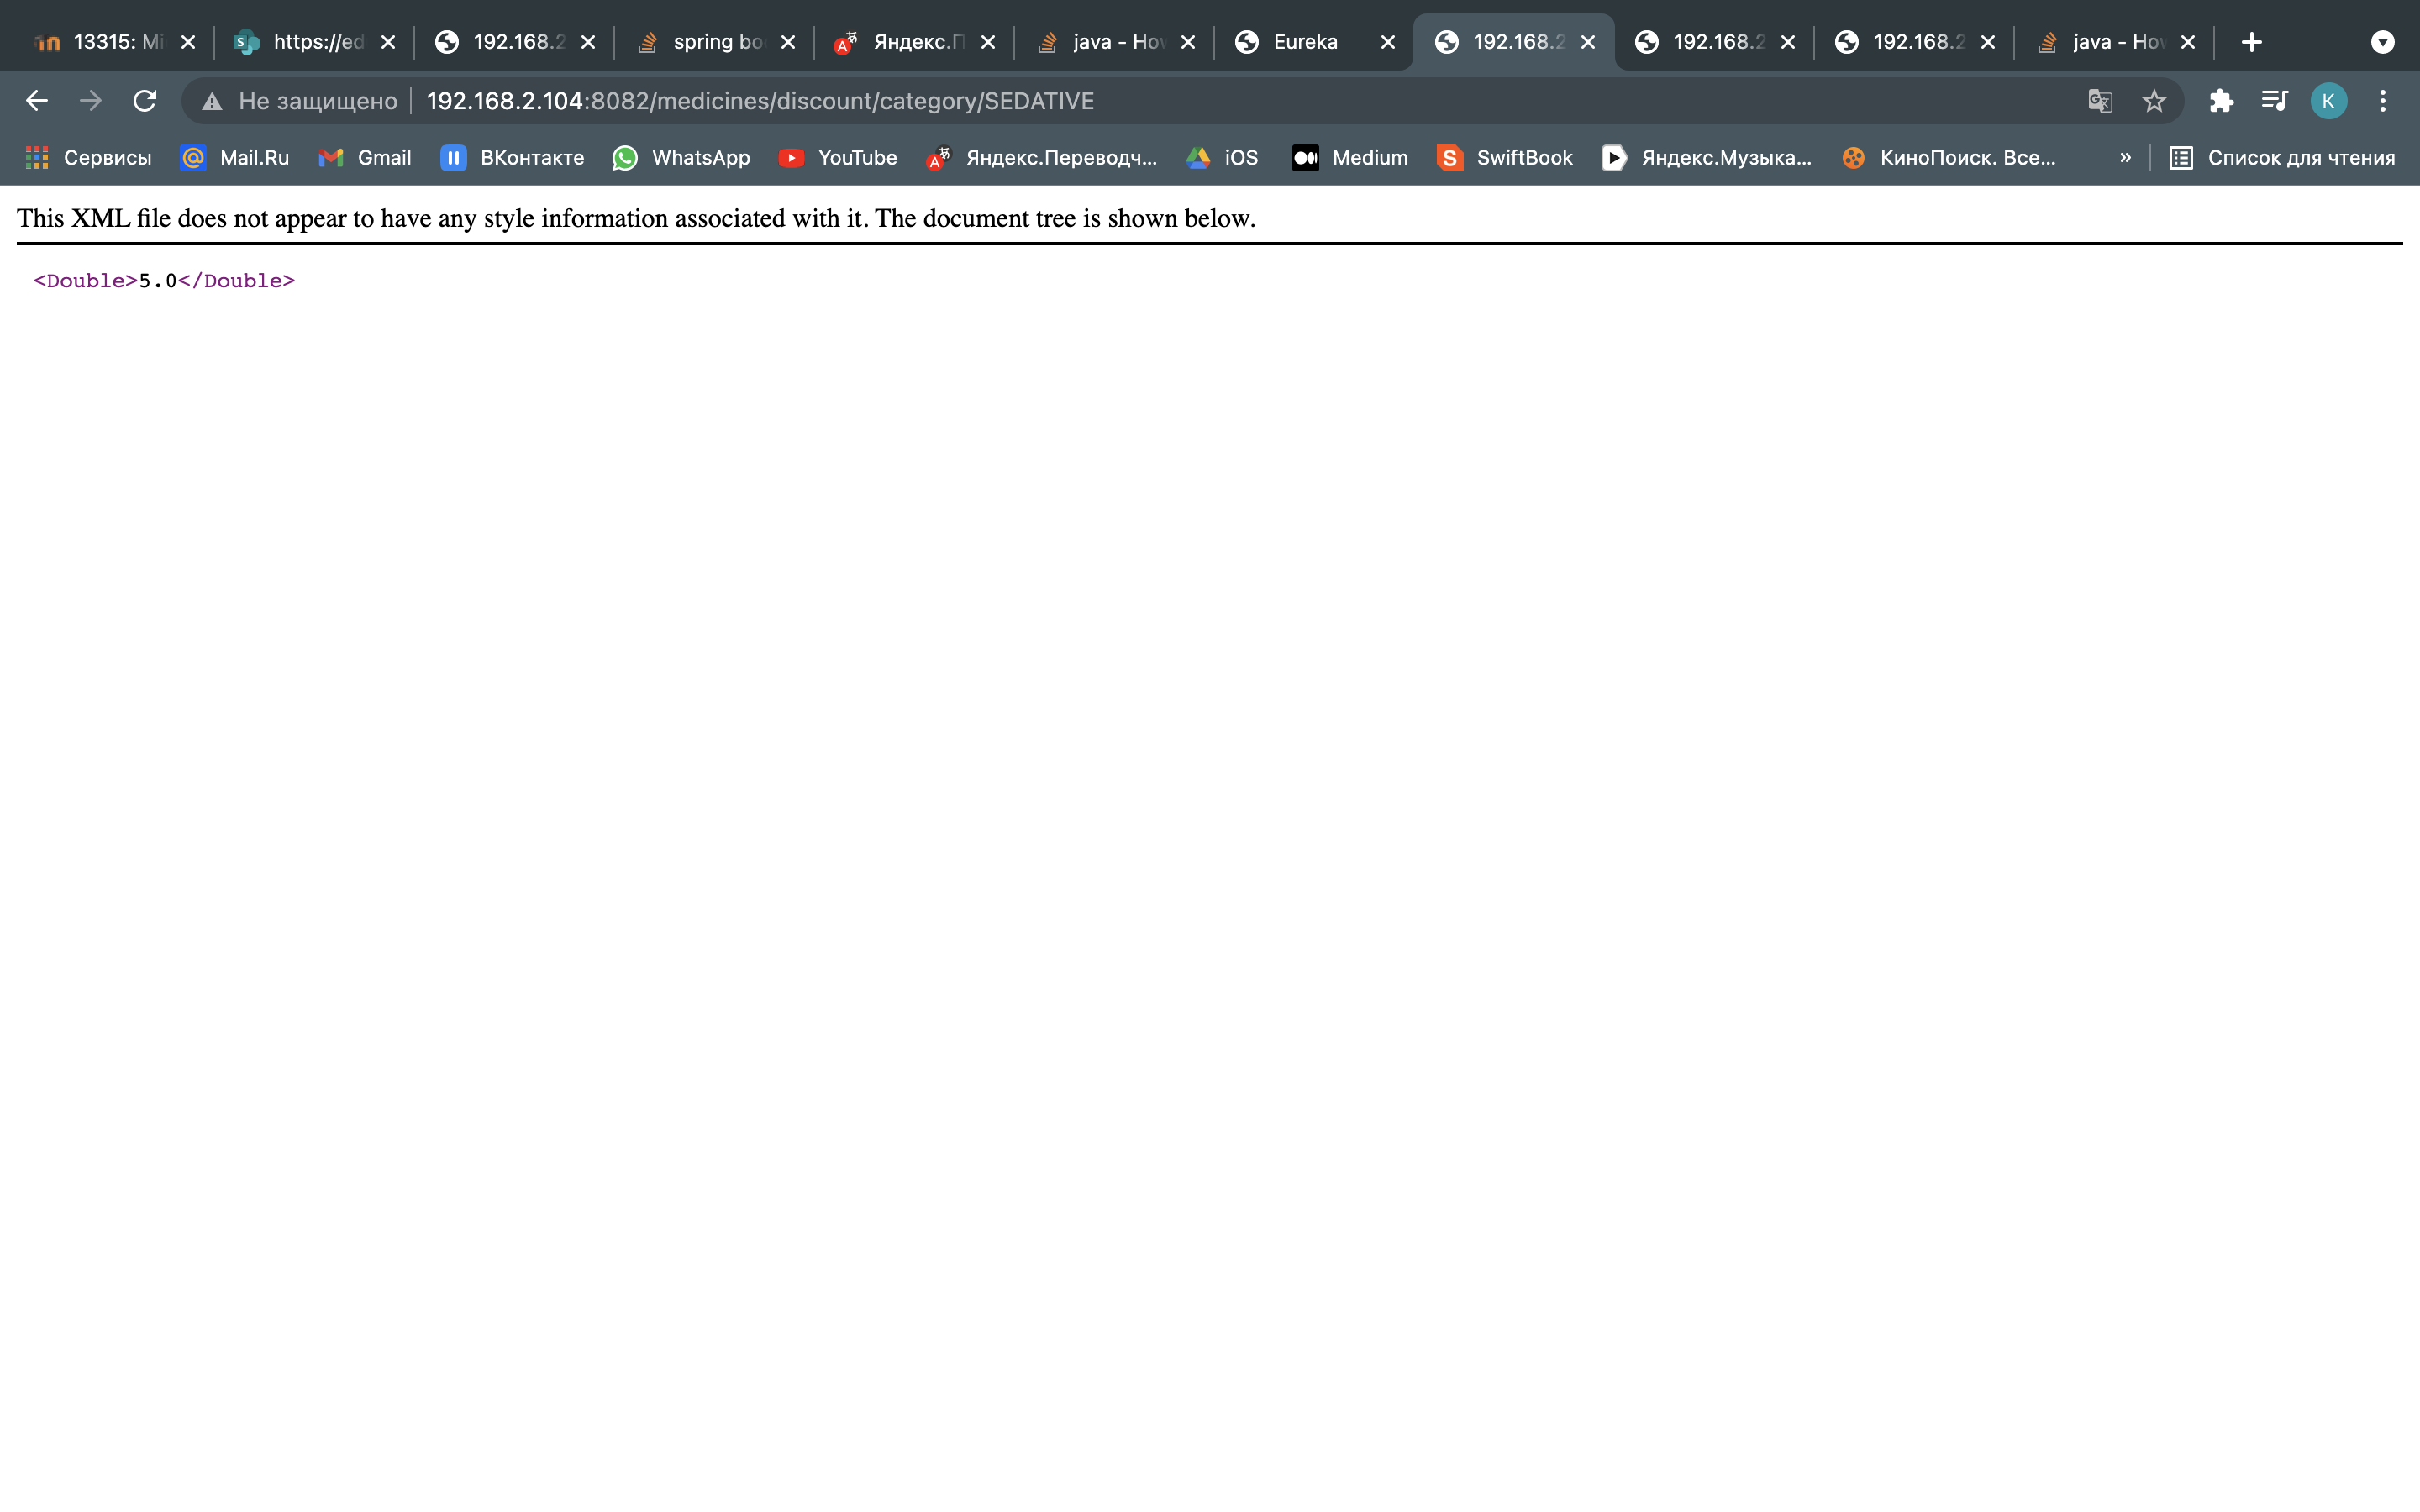 13315: Mi
https://ed
192.168.2
spring bo
Яндекс.П
java - Hov
Eureka
192.168.2
192.168.2
192.168.2
java - Hov
Не защищено 192.168.2.104:8082/medicines/discount/category/SEDATIVE K
Сервисы Mail.Ru Gmail ВКонтакте WhatsApp YouTube Яндекс.Переводч... iOS Medium SwiftBook Яндекс.Музыка... КиноПоиск. Все... » Список для чтения
This XML file does not appear to have any style information associated with it. The document tree is shown below.
<Double>5.0</Double>